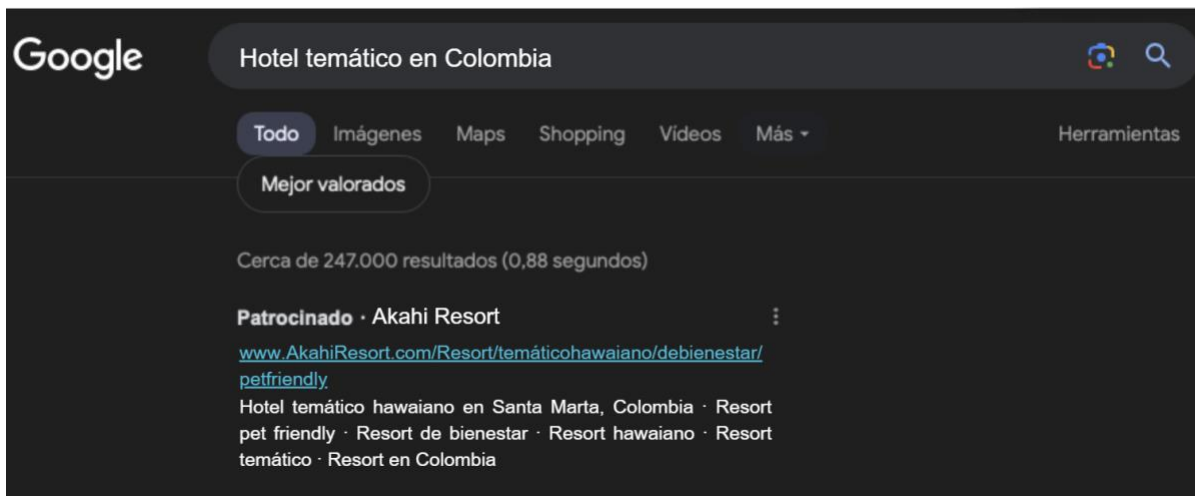 Google
Hotel temático en Colombia
Todo Imágenes Maps Shopping Vídeos Más Herramientas
Mejor valorados
Cerca de 247.000 resultados (0,88 segundos)
Patrocinado · Akahi Resort
www.AkahiResort.com/Resort/temáticohawaiano/debienestar/
petfriendly
Hotel temático hawaiano en Santa Marta, Colombia · Resort
pet friendly · Resort de bienestar · Resort hawaiano · Resort
temático · Resort en Colombia